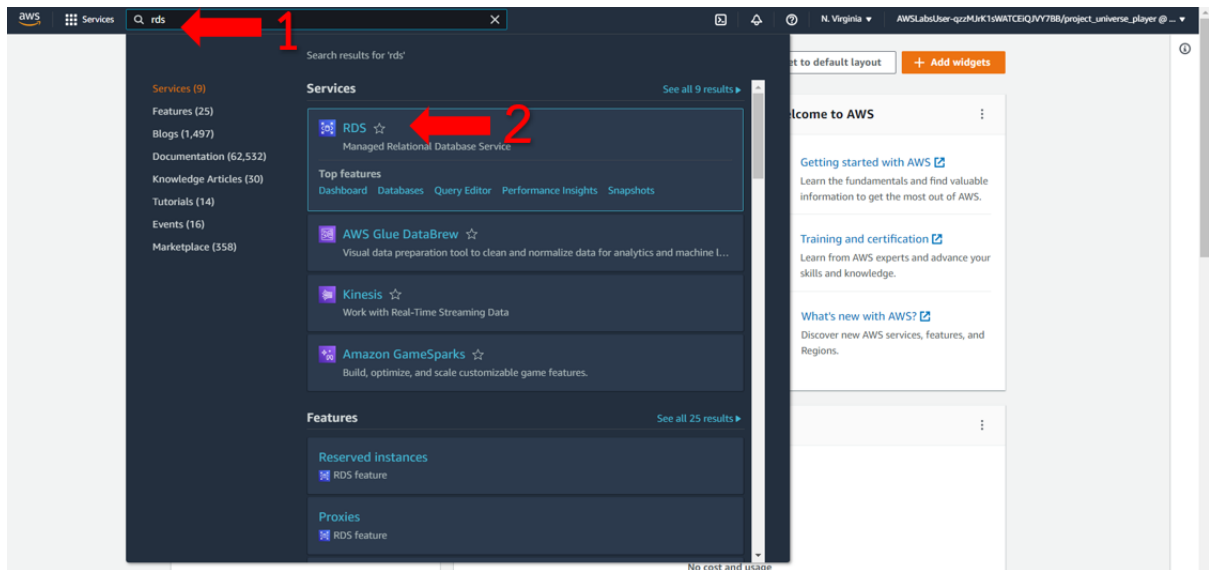 aws
Services
rds
1
N. Virginia
AWSLabsUser-qzzMJrK1sWATCEiQJVY7BB/project_universe_player @ ...
Search results for 'rds'
Services (9)
Features (25)
Blogs (1,497)
Documentation (62,532)
Knowledge Articles (30)
Tutorials (14)
Events (16)
Marketplace (358)
Services
See all 9 results
RDS
2
Managed Relational Database Service
Top features
Dashboard Databases Query Editor Performance Insights Snapshots
AWS Glue DataBrew
Visual data preparation tool to clean and normalize data for analytics and machine l...
Kinesis
Work with Real-Time Streaming Data
Amazon GameSparks
Build, optimize, and scale customizable game features.
Features
See all 25 results
Reserved instances
RDS feature
Proxies
RDS feature
et to default layout
+ Add widgets
lcome to AWS
Getting started with AWS
Learn the fundamentals and find valuable
information to get the most out of AWS.
Training and certification
Learn from AWS experts and advance your
skills and knowledge.
What's new with AWS?
Discover new AWS services, features, and
Regions.
No cost and usage